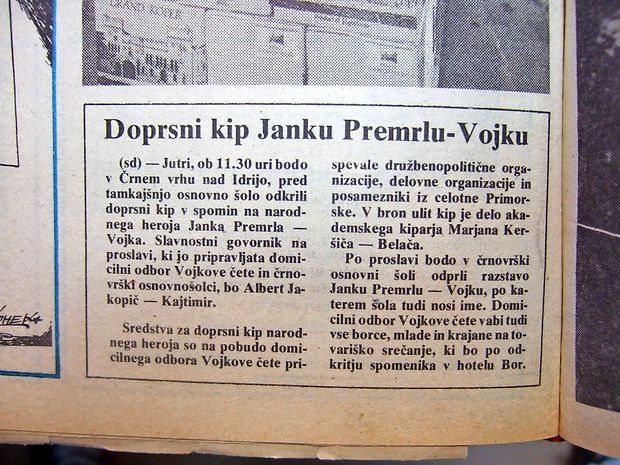 GRAND KOFER
Doprsni kip Janku Premrlu-Vojku
(sd) — Jutri, ob 11.30 uri bodo
v Črnem vrhu nad Idrijo, pred
tamkajšnjo osnovno šolo odkrili
doprsni kip v spomin na narod-
nega heroja Janka Premrla —
Vojka. Slavnostni govornik na
proslavi, ki jo pripravljata domi-
cilni odbor Vojkove čete in črno-
vrški osnovnošolci, bo Albert Ja-
kopič — Kajtimir.
Sredstva za doprsni kip narod-
nega heroja so na pobudo domi-
cilnega odbora Vojkove čete pri-
spevale družbenopolitične orga-
nizacije, delovne organizacije in
posamezniki iz celotne Primor-
ske. V bron ulit kip je delo aka-
demskega kiparja Marjana Ker-
šiča — Belača.
Po proslavi bodo v črnovrški
osnovni šoli odprli razstavo
Janku Premrlu — Vojku, po ka-
terem šola tudi nosi ime. Domi-
cilni odbor Vojkove čete vabi tudi
vse borce, mlade in krajane na to-
variško srečanje, ki bo po od-
kritju spomenika v hotelu Bor.